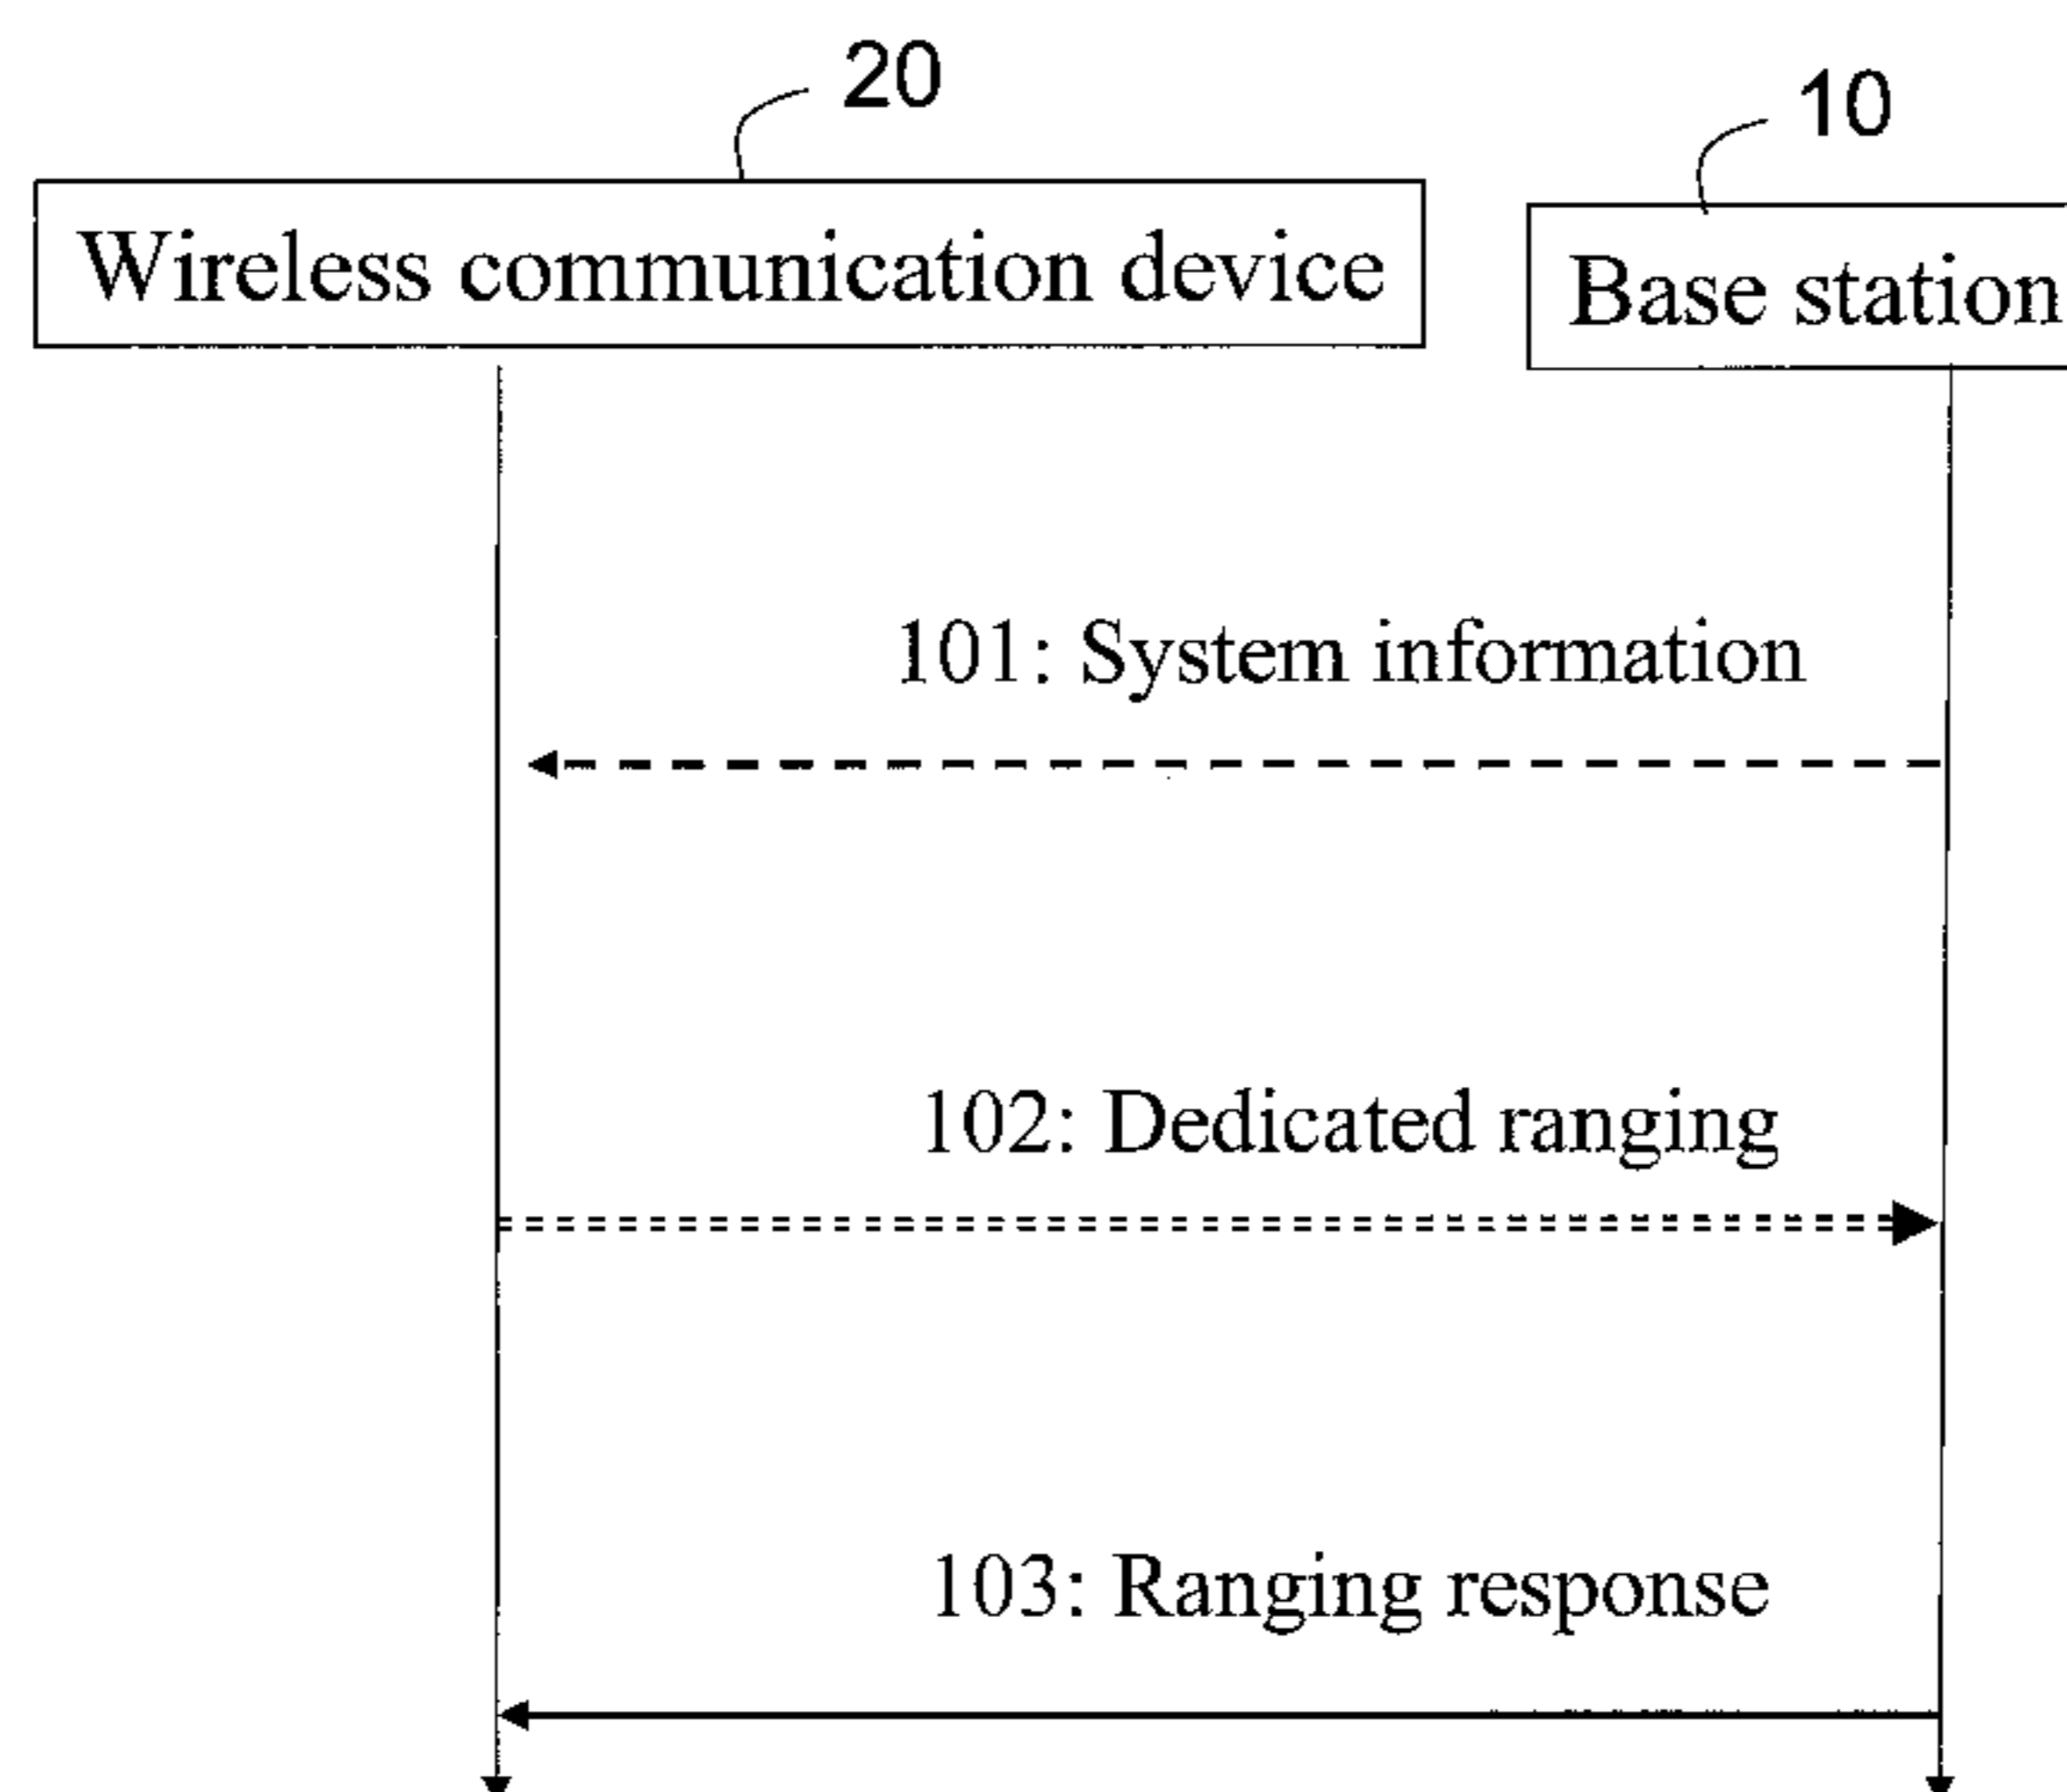 20
10
Wireless communication device
Base station
101: System information
102: Dedicated ranging
103: Ranging response